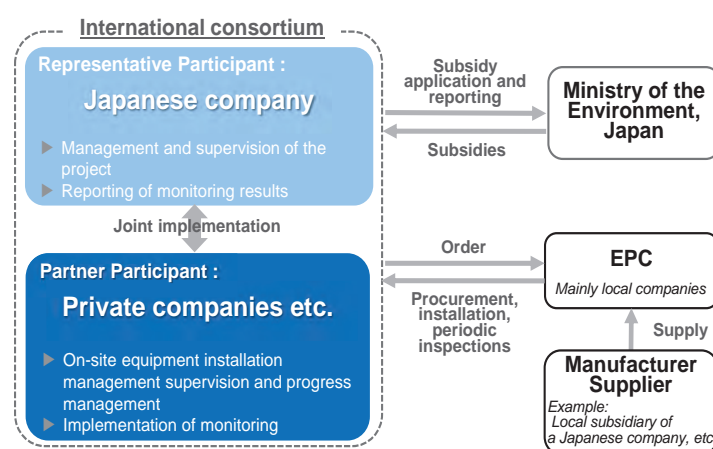 International consortium
Representative Participant :
Japanese company
Management and supervision of the
project
Reporting of monitoring results
Joint implementation
Partner Participant :
Private companies etc.
On-site equipment installation
management supervision and progress
management
Implementation of monitoring
Subsidy
application and
reporting
Subsidies
Ministry of the
Environment,
Japan
Order
Procurement,
installation,
periodic
inspections
EPC
Mainly local companies
Supply
Manufacturer
Supplier
Example:
Local subsidiary of
a Japanese company, etc